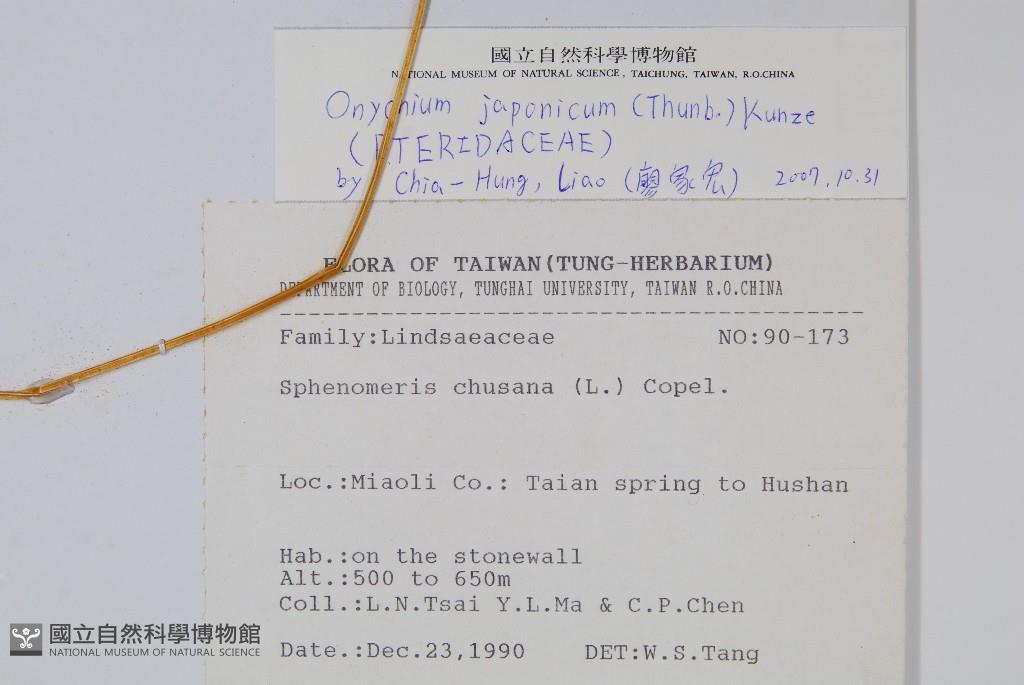 國立自然科學博物館
NATIONAL MUSEUM OF NATURAL SCIENCE, TAICHUNG, TAIWAN, R.O.CHINA
Onychium japonicum (Thunb.) Kunze
(PTERIDACEAE)
by Chia-Hung, Liao (廖家宏) 2007.10.31
FLORA OF TAIWAN(TUNG-HERBARIUM)
DEPARTMENT OF BIOLOGY, TUNGHAI UNIVERSITY, TAIWAN R.O.CHINA
Family:Lindsaeaceae NO:90-173
Sphenomeris chusana (L.) Copel.
Loc.:Miaoli Co.: Taian spring to Hushan
Hab.:on the stonewall
Alt.:500 to 650m
Coll.:L.N.Tsai Y.L.Ma & C.P.Chen
Date.:Dec.23,1990 DET:W.S.Tang
國立自然科學博物館
NATIONAL MUSEUM OF NATURAL SCIENCE